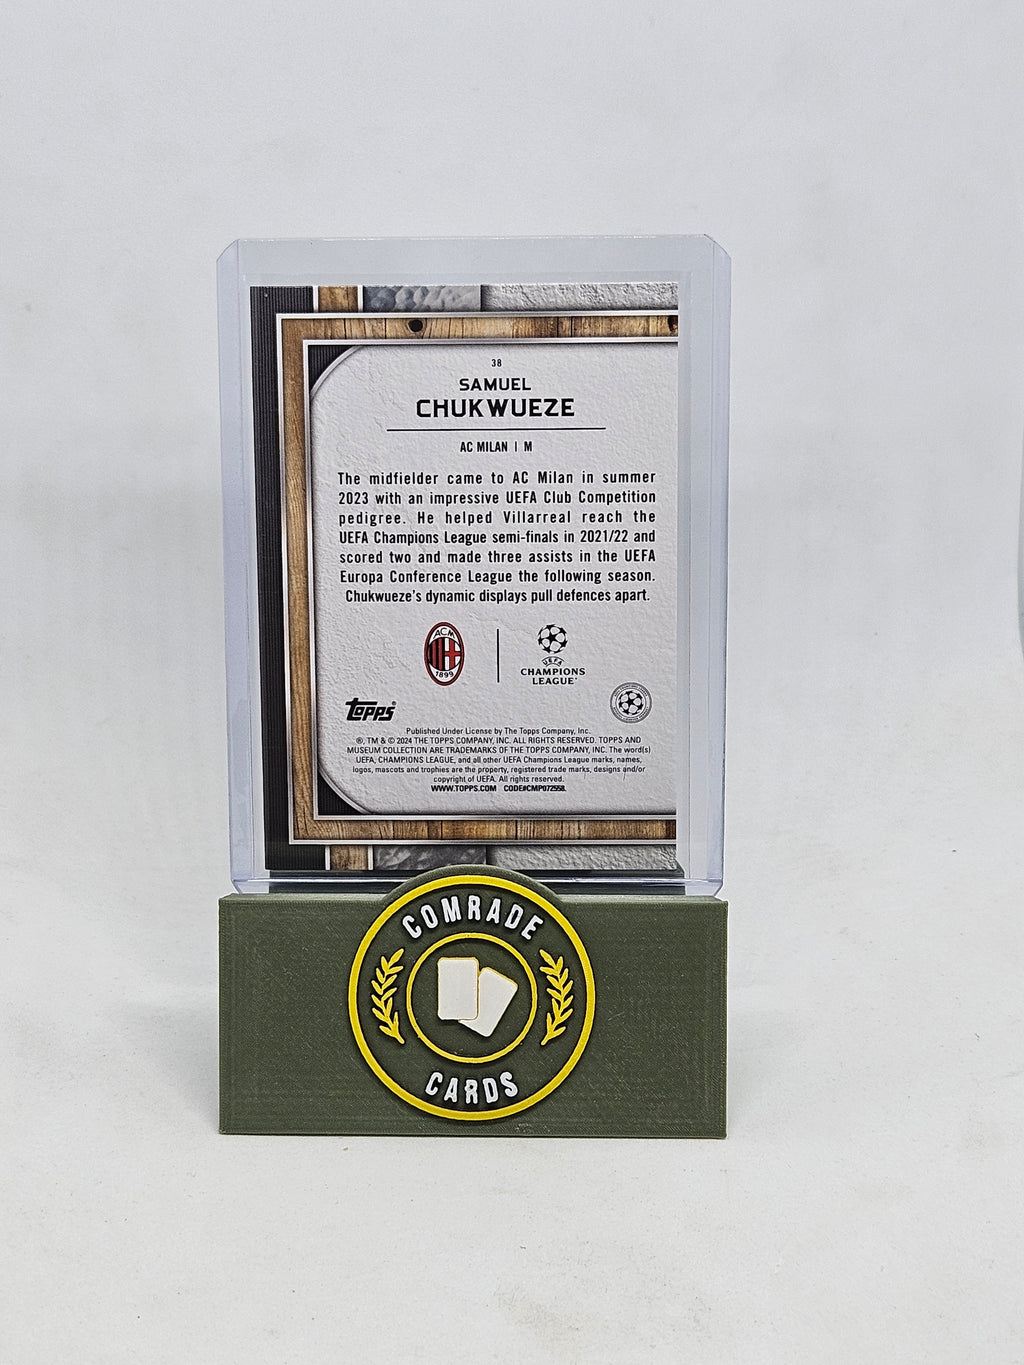 38
SAMUEL
CHUKWUEZE
AC MILAN | M
The midfielder came to AC Milan in summer
2023 with an impressive UEFA Club Competition
pedigree. He helped Villarreal reach the
UEFA Champions League semi-finals in 2021/22 and
scored two and made three assists in the UEFA
Europa Conference League the following season.
Chukwueze's dynamic displays pull defences apart.
ACM
1899
UEFA
CHAMPIONS
LEAGUE
Topps
Published Under License by The Topps Company, Inc.
®, TM & © 2024 THE TOPPS COMPANY, INC. ALL RIGHTS RESERVED. TOPPS AND
MUSEUM COLLECTION ARE TRADEMARKS OF THE TOPPS COMPANY, INC. The word(s)
UEFA, CHAMPIONS LEAGUE, and all other UEFA Champions League marks, names,
logos, mascots and trophies are the property, registered trade marks, designs and/or
copyright of UEFA. All rights reserved.
WWW.TOPPS.COM CODE#CMP072558.
COMRADE
CARDS